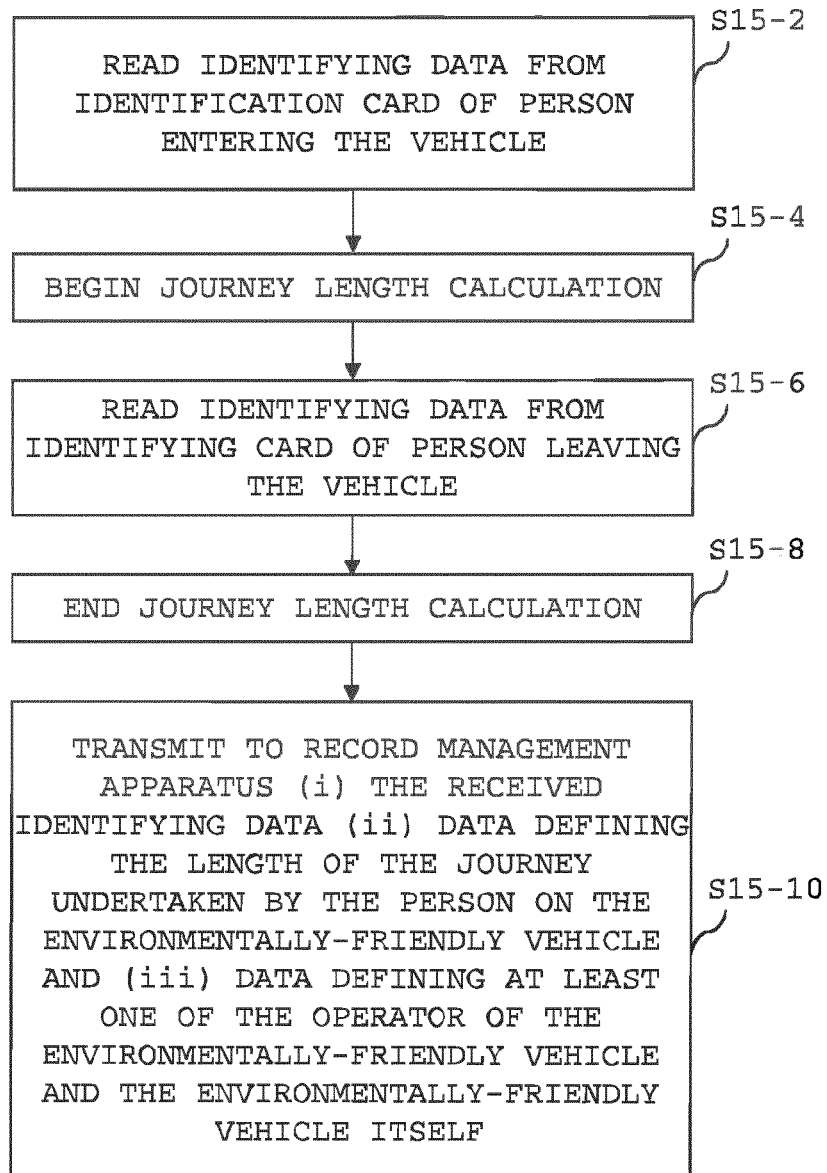 S15-2
READ IDENTIFYING DATA FROM
IDENTIFICATION CARD OF PERSON
ENTERING THE VEHICLE
S15-4
BEGIN JOURNEY LENGTH CALCULATION
S15-6
READ IDENTIFYING DATA FROM
IDENTIFYING CARD OF PERSON LEAVING
THE VEHICLE
S15-8
END JOURNEY LENGTH CALCULATION
TRANSMIT TO RECORD MANAGEMENT
APPARATUS (i) THE RECEIVED
IDENTIFYING DATA (ii) DATA DEFINING
THE LENGTH OF THE JOURNEY
UNDERTAKEN BY THE PERSON ON THE
ENVIRONMENTALLY-FRIENDLY VEHICLE
AND (iii) DATA DEFINING AT LEAST
ONE OF THE OPERATOR OF THE
ENVIRONMENTALLY-FRIENDLY VEHICLE
AND THE ENVIRONMENTALLY-FRIENDLY
VEHICLE ITSELF
S15-10